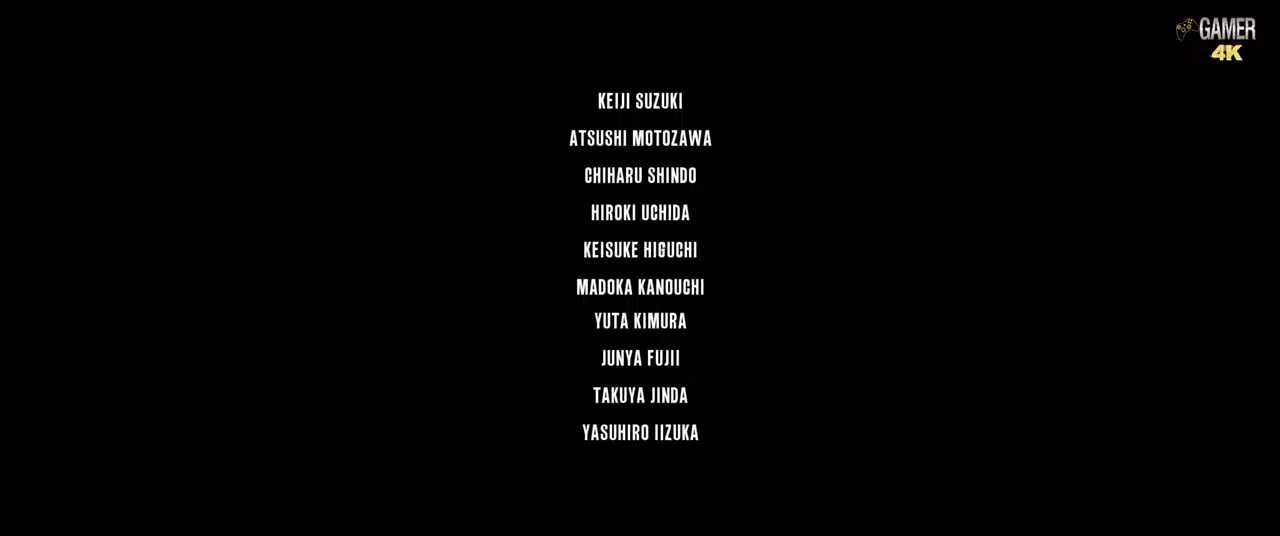 GAMER
4K
KEIJI SUZUKI
ATSUSHI MOTOZAWA
CHIHARU SHINDO
HIROKI UCHIDA
KEISUKE HIGUCHI
MADOKA KANOUCHI
YUTA KIMURA
JUNYA FUJII
TAKUYA JINDA
YASUHIRO IIZUKA